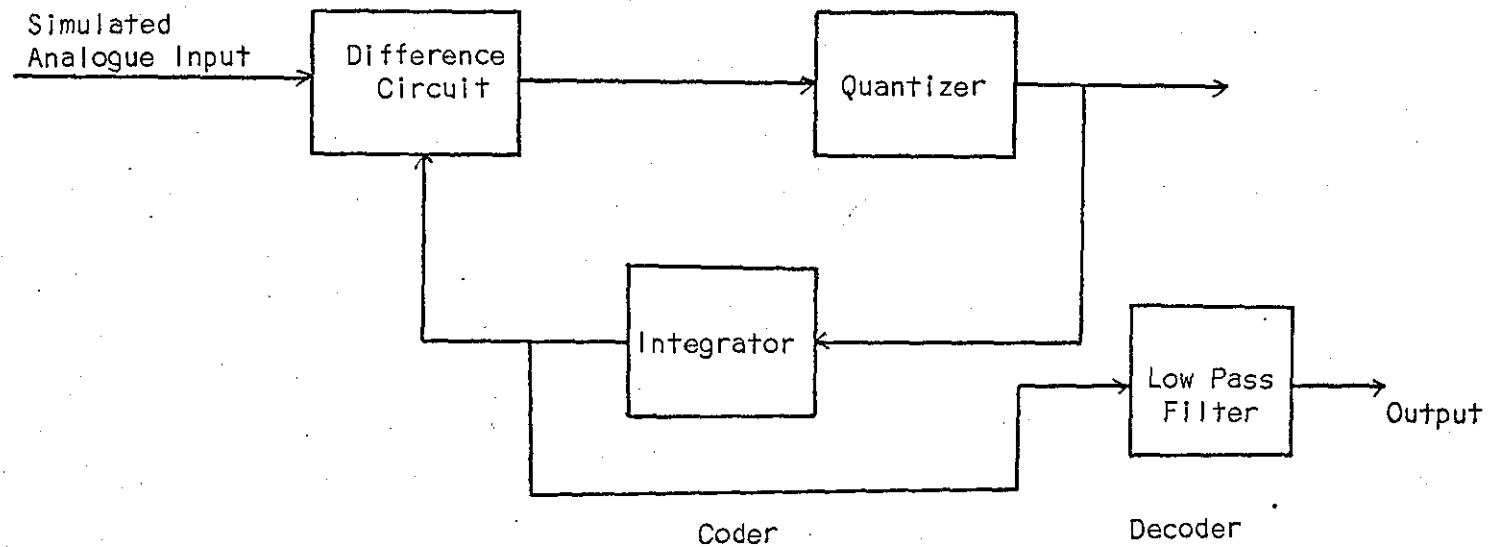 Simulated
Analogue Input
Difference
Circuit
Quantizer
Integrator
Low Pass
Filter
Output
Coder
Decoder